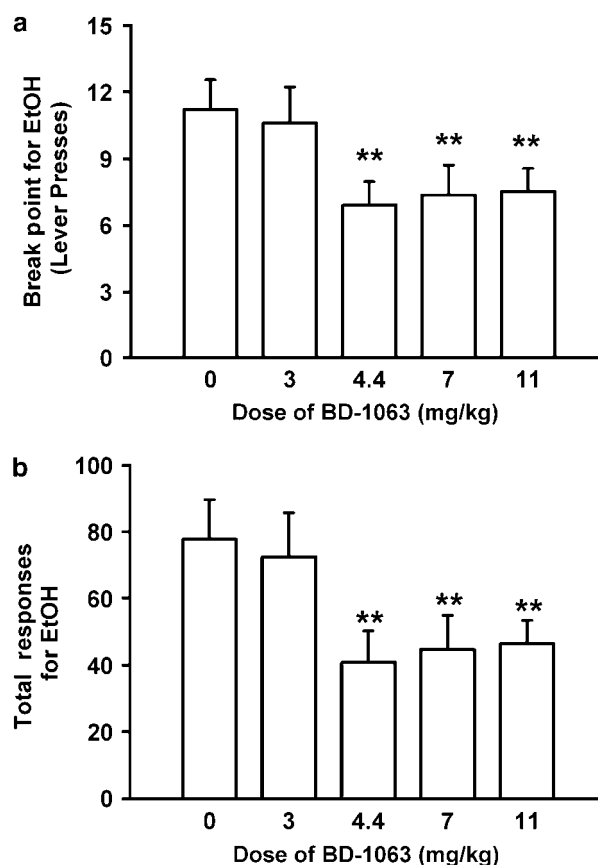 a
Break point for EtOH
(Lever Presses)
15
12
9
6
3
0
**
**
**
0 3 4.4 7 11
Dose of BD-1063 (mg/kg)
b
Total responses
for EtOH
100
80
60
40
20
0
**
**
**
0 3 4.4 7 11
Dose of BD-1063 (mg/kg)